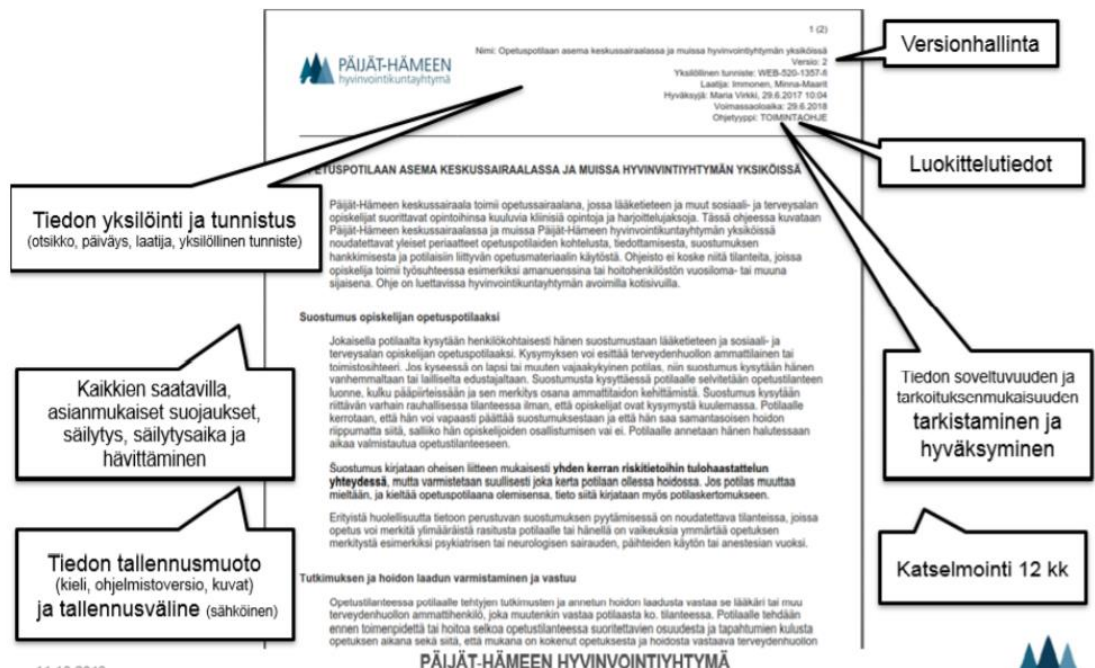 1 (2)
PÄIJÄT-HÄMEEN
hyvinvointikuntayhtymä
Nimi: Opetuspotilaan asema keskussairaalassa ja muissa hyvinvointiyhtymän yksiköissä
Versio: 2
Yksilöllinen tunniste: WEB-520-1357-fi
Laatija: Immonen, Minna-Maarit
Hyväksyjä: Maria Virkki, 29.6.2017 10:04
Voimassaoloaika: 29.6.2018
Ohjetyyppi: TOIMINTAOHJE
Versionhallinta
Luokittelutiedot
Tiedon yksilöinti ja tunnistus
(otsikko, päiväys, laatija, yksilöllinen tunniste)
ETUSPOTILAAN ASEMA KESKUSSAIRAALASSA JA MUISSA HYVINVINTIYHTYMÄN YKSIKÖISSÄ
Päijät-Hämeen keskussairaala toimii opetussairaalana, jossa lääketieteen ja muut sosiaali- ja terveysalan
opiskelijat suorittavat opintoihinsa kuuluvia kliinisiä opintoja ja harjoittelujaksoja. Tässä ohjeessa kuvataan
Päijät-Hämeen keskussairaalassa ja muissa Päijät-Hämeen hyvinvointikuntayhtymän yksiköissä
noudatettavat yleiset periaatteet opetuspotilaiden kohtelusta, tiedottamisesta, suostumuksen
hankkimisesta ja potilaisiin liittyvän opetusmateriaalin käytöstä. Ohjeisto ei koske niitä tilanteita, joissa
opiskelija toimii työsuhteessa esimerkiksi amanuenssina tai hoitohenkilöstön vuosiloma- tai muuna
sijaisena. Ohje on luettavissa hyvinvointikuntayhtymän avoimilla kotisivuilla.
Suostumus opiskelijan opetuspotilaaksi
Jokaisella potilaalta kysytään henkilökohtaisesti hänen suostumustaan lääketieteen ja sosiaali- ja
terveysalan opiskelijan opetuspotilaaksi. Kysymyksen voi esittää terveydenhuollon ammattilainen tai
toimistosihteeri. Jos kyseessä on lapsi tai muuten vajaakykyinen potilas, niin suostumus kysytään hänen
vanhemmaltaan tai lailliselta edustajaltaan. Suostumusta kysyttäessä potilaalle selvitetään opetustilanteen
luonne, kulku pääpiirteissään ja sen merkitys osana ammattitaidon kehittämistä. Suostumus kysytään
riittävän varhain rauhallisessa tilanteessa ilman, että opiskelijat ovat kysymystä kuulemassa. Potilaalle
kerrotaan, että hän voi vapaasti päättää suostumuksestaan ja että hän saa samantasoisen hoidon
riippumatta siitä, salliiko hän opiskelijoiden osallistumisen vai ei. Potilaalle annetaan hänen halutessaan
aikaa valmistautua opetustilanteeseen.
Suostumus kirjataan oheisen liitteen mukaisesti yhden kerran riskitietoihin tulohaastattelun
yhteydessä, mutta varmistetaan suullisesti joka kerta potilaan ollessa hoidossa. Jos potilas muuttaa
mieltään, ja kieltää opetuspotilaana olemisensa, tieto siitä kirjataan myös potilaskertomukseen.
Erityistä huolellisuutta tietoon perustuvan suostumuksen pyytämisessä on noudatettava tilanteissa, joissa
opetus voi merkitä ylimääräistä rasitusta potilaalle tai hänellä on vaikeuksia ymmärtää opetuksen
merkitystä esimerkiksi psykiatrisen tai neurologisen sairauden, päihteiden käytön tai anestesian vuoksi.
Tutkimuksen ja hoidon laadun varmistaminen ja vastuu
Opetustilanteessa potilaalle tehtyjen tutkimusten ja annetun hoidon laadusta vastaa se lääkäri tai muu
terveydenhuollon ammattihenkilö, joka muutenkin vastaa potilaasta ko. tilanteessa. Potilaalle tehdään
ennen toimenpidettä tai hoitoa selkoa opetustilanteessa suoritettavien osuudesta ja tapahtumien kulusta
opetuksen aikana sekä siitä, että mukana on kokenut opetuksesta ja hoidosta vastaava terveydenhuollon
Kaikkien saatavilla,
asianmukaiset suojaukset,
säilytys, säilytysaika ja
hävittäminen
Tiedon soveltuvuuden ja
tarkoituksenmukaisuuden
tarkistaminen ja
hyväksyminen
Tiedon tallennusmuoto
(kieli, ohjelmistoversio, kuvat)
ja tallennusväline (sähköinen)
Katselmointi 12 kk
PÄIJÄT-HÄMEEN HYVINVOINTIYHTYMÄ